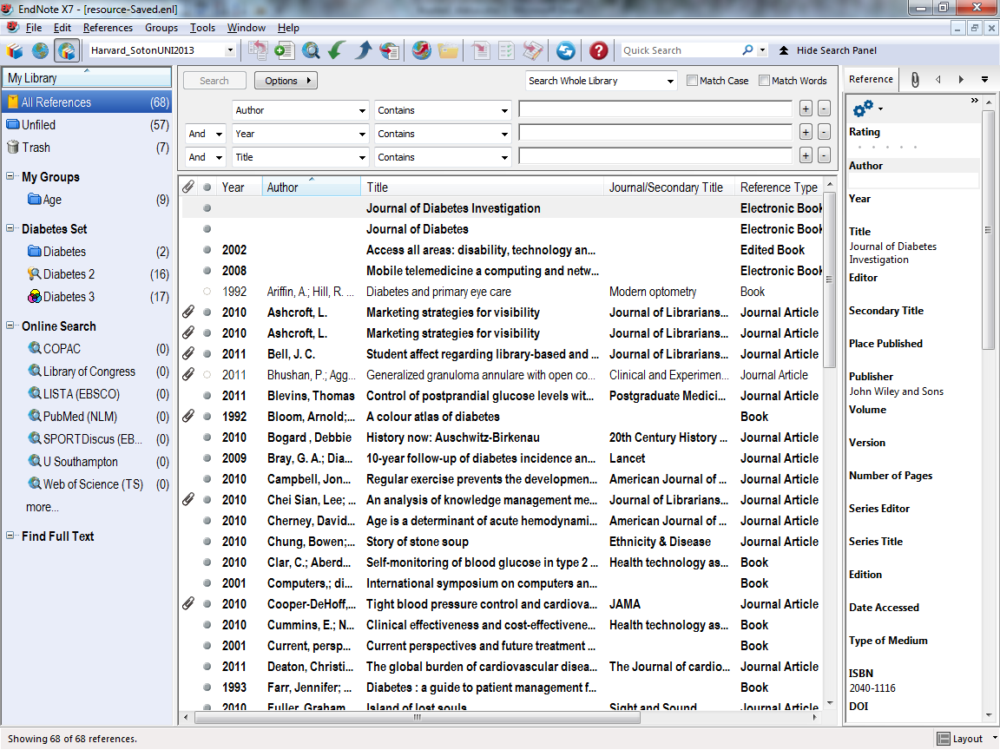 EndNote X7 - [resource-Saved.enl]
File Edit References Groups Tools Window Help
Harvard_SotonUNI2013 Quick Search Hide Search Panel
My Library
All References (68)
Unfiled (57)
Trash (7)
My Groups
Age (9)
Diabetes Set
Diabetes (2)
Diabetes 2 (16)
Diabetes 3 (17)
Online Search
COPAC (0)
Library of Congress (0)
LISTA (EBSCO) (0)
PubMed (NLM) (0)
SPORTDiscus (EB... (0)
U Southampton (0)
Web of Science (TS) (0)
more...
Find Full Text
Search Options Search Whole Library Match Case Match Words
Author Contains + -
And Year Contains + -
And Title Contains + -
Year Author Title Journal/Secondary Title Reference Type
Journal of Diabetes Investigation Electronic Book
Journal of Diabetes Electronic Book
2002 Access all areas: disability, technology an... Edited Book
2008 Mobile telemedicine a computing and netw... Electronic Book
1992 Ariffin, A.; Hill, R. ... Diabetes and primary eye care Modern optometry Book
2010 Ashcroft, L. Marketing strategies for visibility Journal of Librarians... Journal Article
2010 Ashcroft, L. Marketing strategies for visibility Journal of Librarians... Journal Article
2011 Bell, J. C. Student affect regarding library-based and ... Journal of Librarians... Journal Article
2011 Bhushan, P.; Agg... Generalized granuloma annulare with open co... Clinical and Experimen... Journal Article
2011 Blevins, Thomas Control of postprandial glucose levels wit... Postgraduate Medici... Journal Article
1992 Bloom, Arnold;... A colour atlas of diabetes Book
2010 Bogard , Debbie History now: Auschwitz-Birkenau 20th Century History ... Journal Article
2009 Bray, G. A.; Dia... 10-year follow-up of diabetes incidence an... Lancet Journal Article
2010 Campbell, Jon... Regular exercise prevents the developmen... American Journal of ... Journal Article
2010 Chei Sian, Lee; ... An analysis of knowledge management me... Journal of Librarians... Journal Article
2010 Cherney, David... Age is a determinant of acute hemodynami... American Journal of ... Journal Article
2010 Chung, Bowen;... Story of stone soup Ethnicity & Disease Journal Article
2010 Clar, C.; Aberd... Self-monitoring of blood glucose in type 2 ... Health technology as... Book
2001 Computers,; di... International symposium on computers an... Book
2010 Cooper-DeHoff,... Tight blood pressure control and cardiova... JAMA Journal Article
2010 Cummins, E.; N... Clinical effectiveness and cost-effectivene... Health technology as... Book
2001 Current, persp... Current perspectives and future treatment ... Book
2011 Deaton, Christi... The global burden of cardiovascular disea... The Journal of cardio... Journal Article
1993 Farr, Jennifer; ... Diabetes : a guide to patient management f... Book
2010 Fuller, Graham Island of lost souls Sight and Sound Journal Article
Reference
Rating
Author
Year
Title
Journal of Diabetes
Investigation
Editor
Secondary Title
Place Published
Publisher
John Wiley and Sons
Volume
Version
Number of Pages
Series Editor
Series Title
Edition
Date Accessed
Type of Medium
ISBN
2040-1116
DOI
Showing 68 of 68 references. Layout